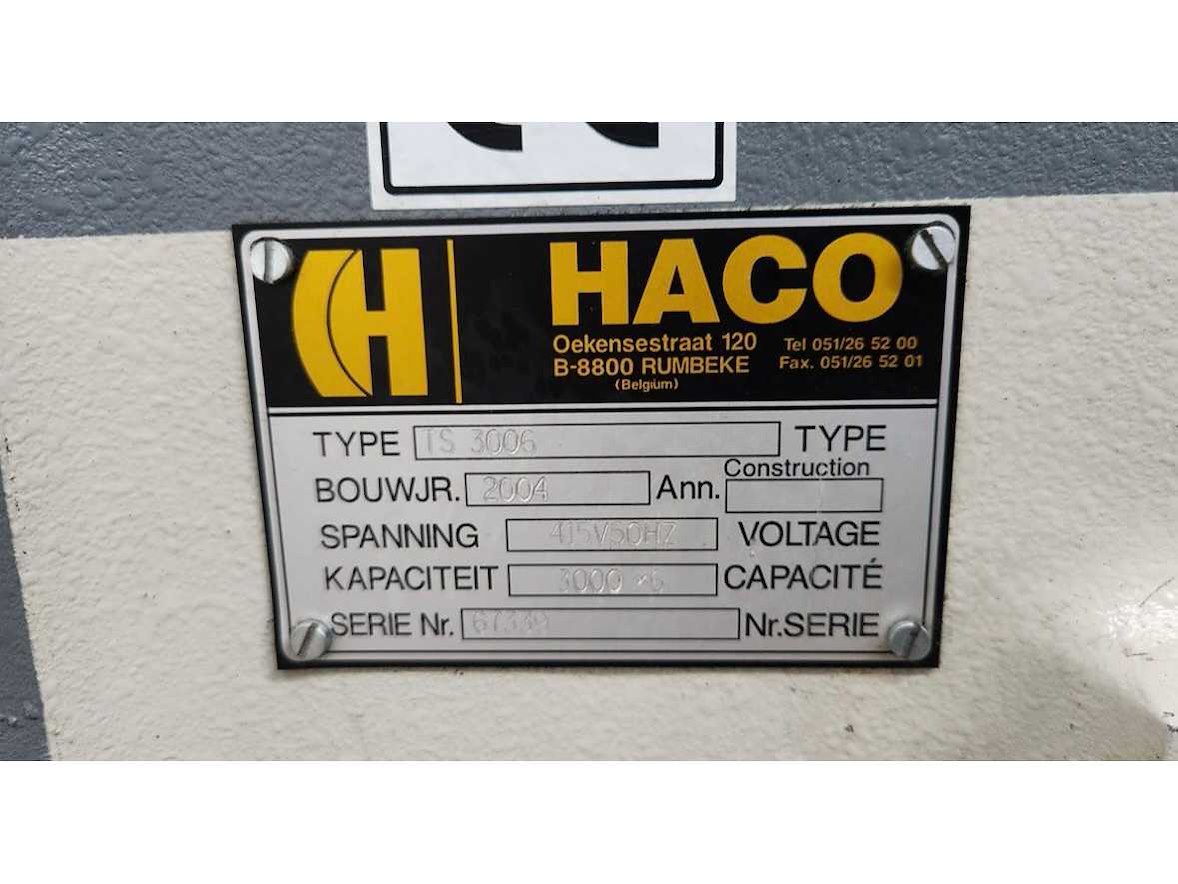 H HACO
Oekensestraat 120 Tel 051/26 52 00
B-8800 RUMBEKE Fax. 051/26 52 01
(Belgium)
TYPE TS 3006 TYPE
BOUWJR. 2004 Ann. Construction
SPANNING 415V50HZ VOLTAGE
KAPACITEIT 3000 x6 CAPACITÉ
SERIE Nr. 67339 Nr. SERIE